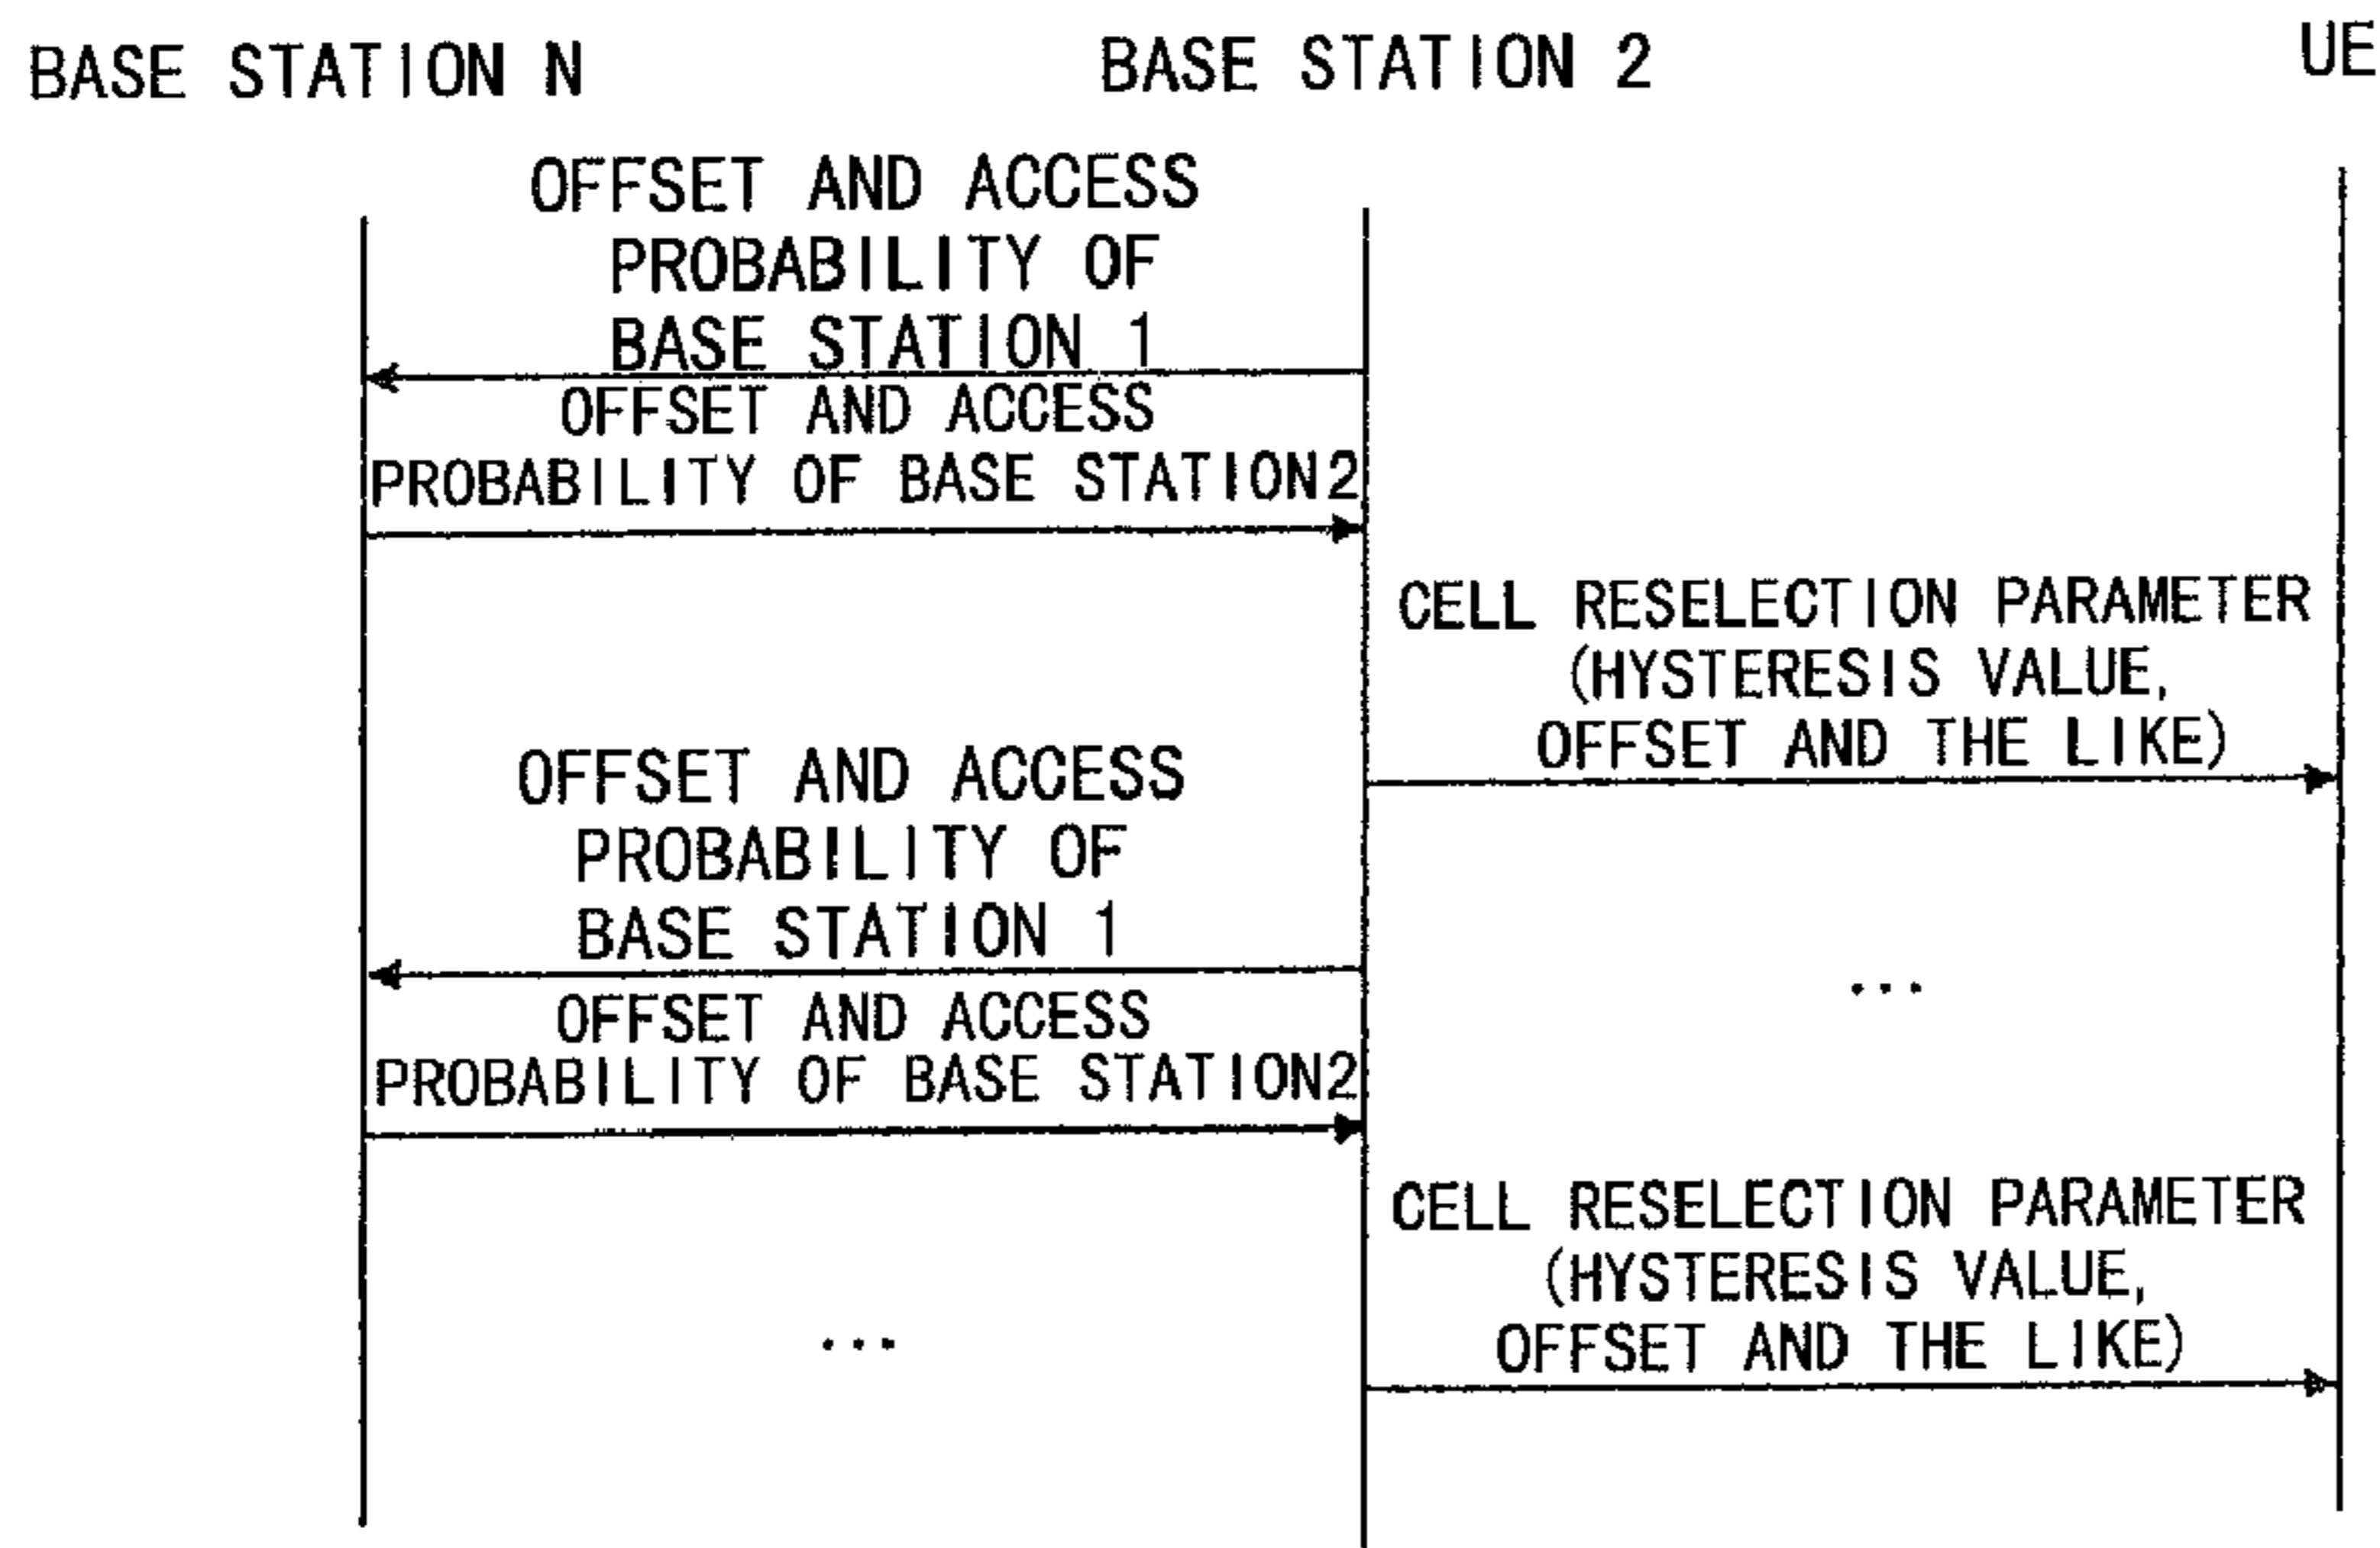 BASE STATION N
BASE STATION 2
UE
OFFSET AND ACCESS
PROBABILITY OF
BASE STATION 1
OFFSET AND ACCESS
PROBABILITY OF BASE STATION2
CELL RESELECTION PARAMETER
(HYSTERESIS VALUE,
OFFSET AND THE LIKE)
OFFSET AND ACCESS
PROBABILITY OF
BASE STATION 1
...
OFFSET AND ACCESS
PROBABILITY OF BASE STATION2
CELL RESELECTION PARAMETER
(HYSTERESIS VALUE,
OFFSET AND THE LIKE)
...